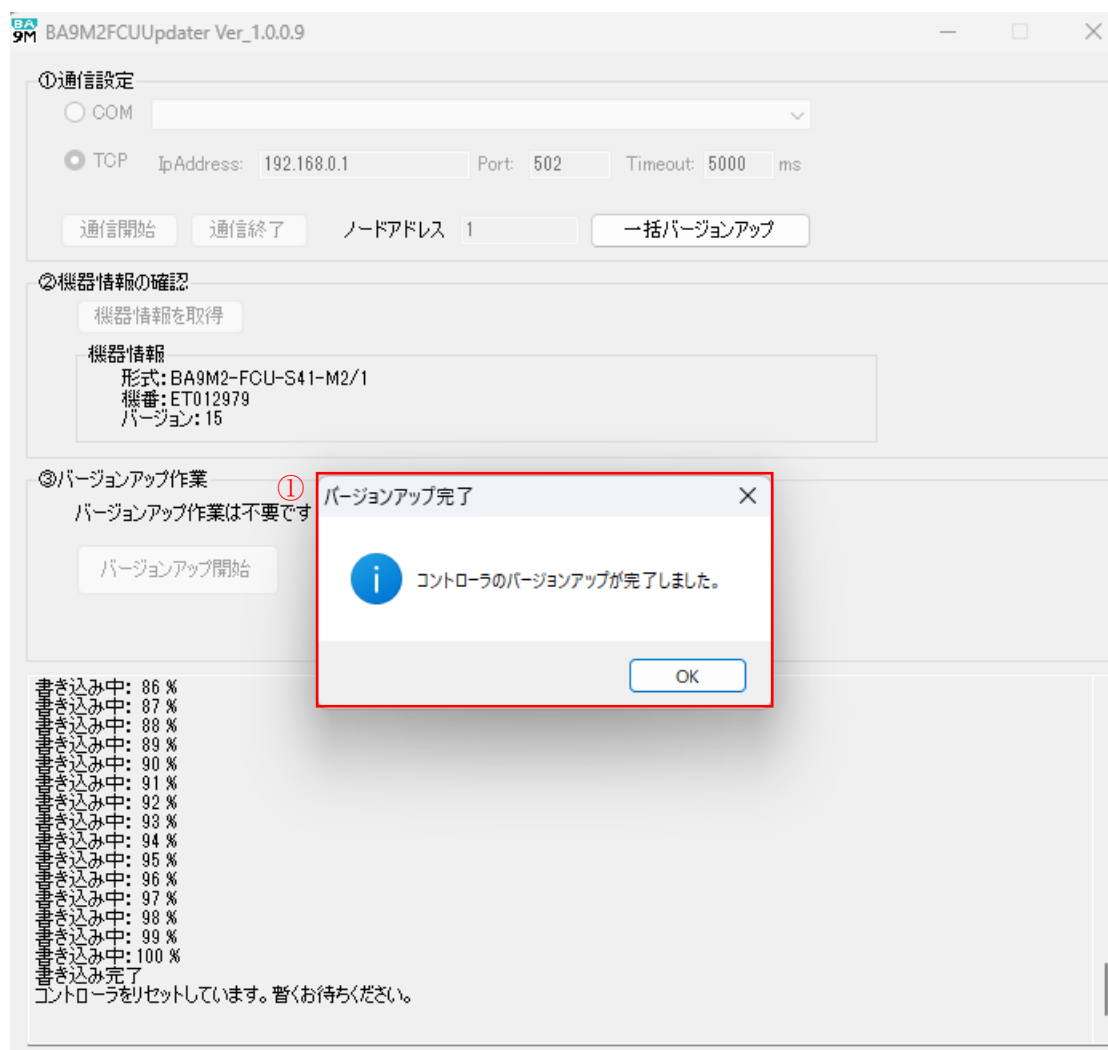 BA 9M BA9M2FCUUpdater Ver_1.0.0.9
①通信設定
COM
TCP IpAddress: 192.168.0.1 Port: 502 Timeout: 5000 ms
通信開始 通信終了 ノードアドレス 1 一括バージョンアップ
②機器情報の確認
機器情報を取得
機器情報
形式:BA9M2-FCU-S41-M2/1
機番:ET012979
バージョン:15
③バージョンアップ作業
バージョンアップ作業は不要です
バージョンアップ開始
①
バージョンアップ完了
コントローラのバージョンアップが完了しました。
OK
書き込み中: 86 %
書き込み中: 87 %
書き込み中: 88 %
書き込み中: 89 %
書き込み中: 90 %
書き込み中: 91 %
書き込み中: 92 %
書き込み中: 93 %
書き込み中: 94 %
書き込み中: 95 %
書き込み中: 96 %
書き込み中: 97 %
書き込み中: 98 %
書き込み中: 99 %
書き込み中:100 %
書き込み完了
コントローラをリセットしています。暫くお待ちください。